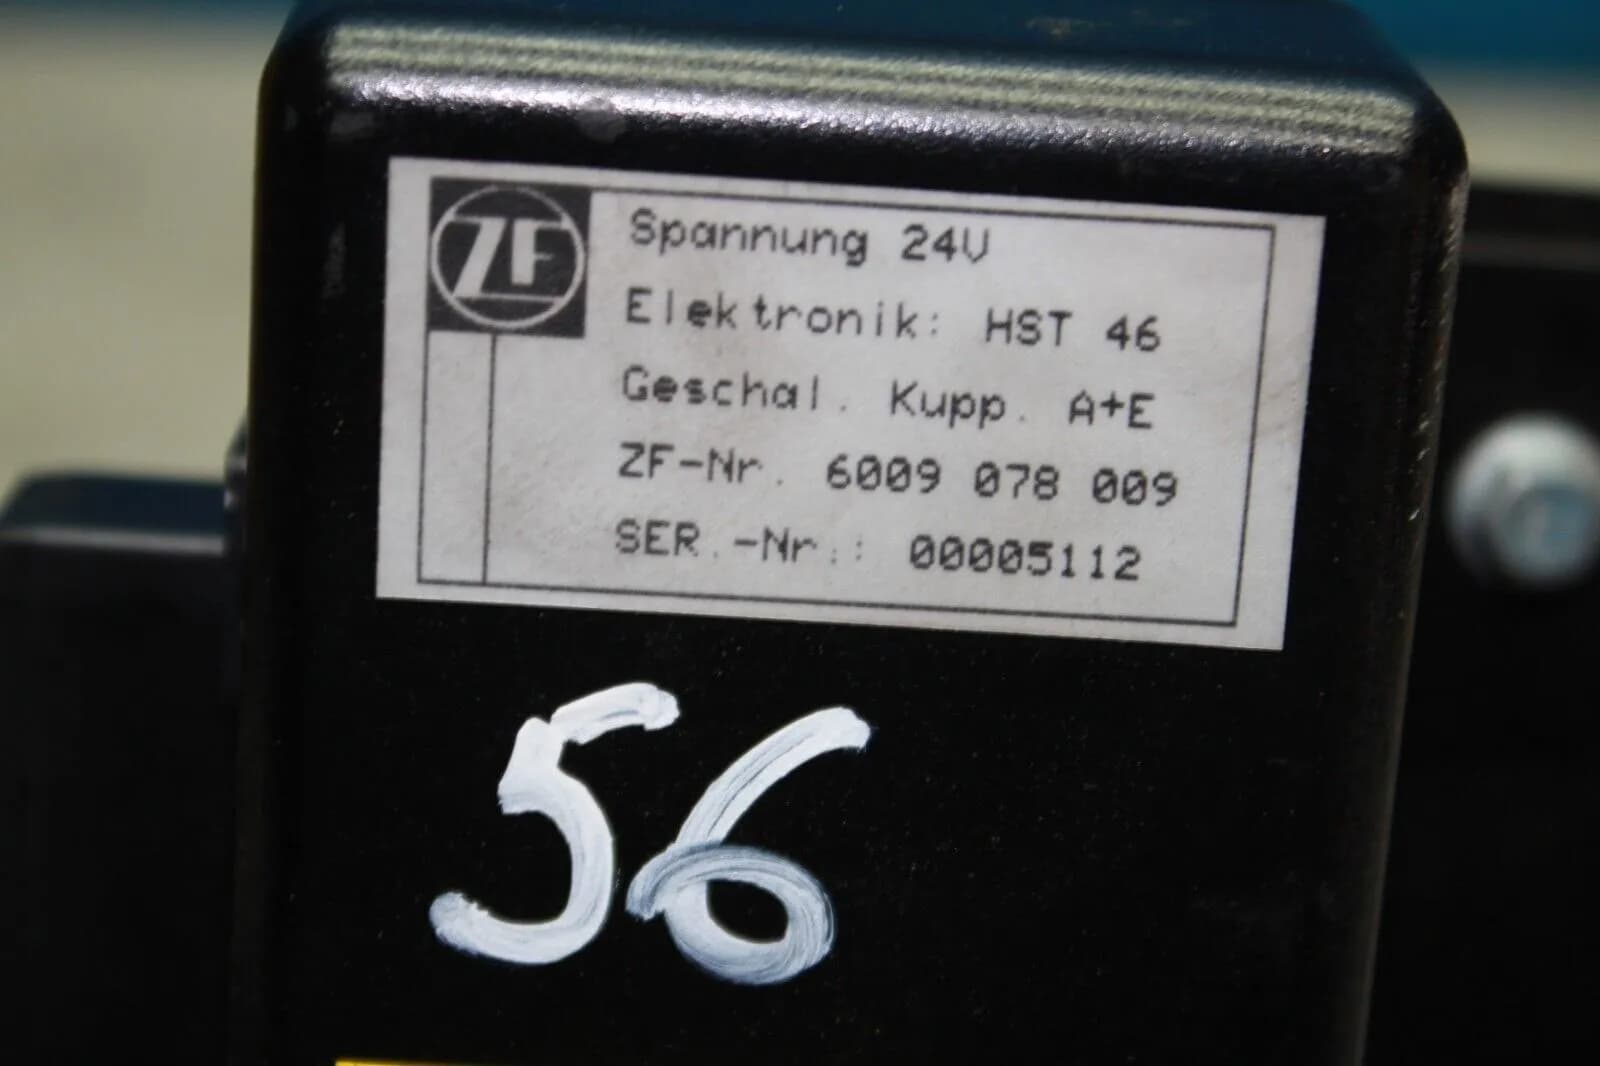 ZF
Spannung 24V
Elektronik: HST 46
Geschal. Kupp. A+E
ZF-Nr. 6009 078 009
SER.-Nr.: 00005112
56